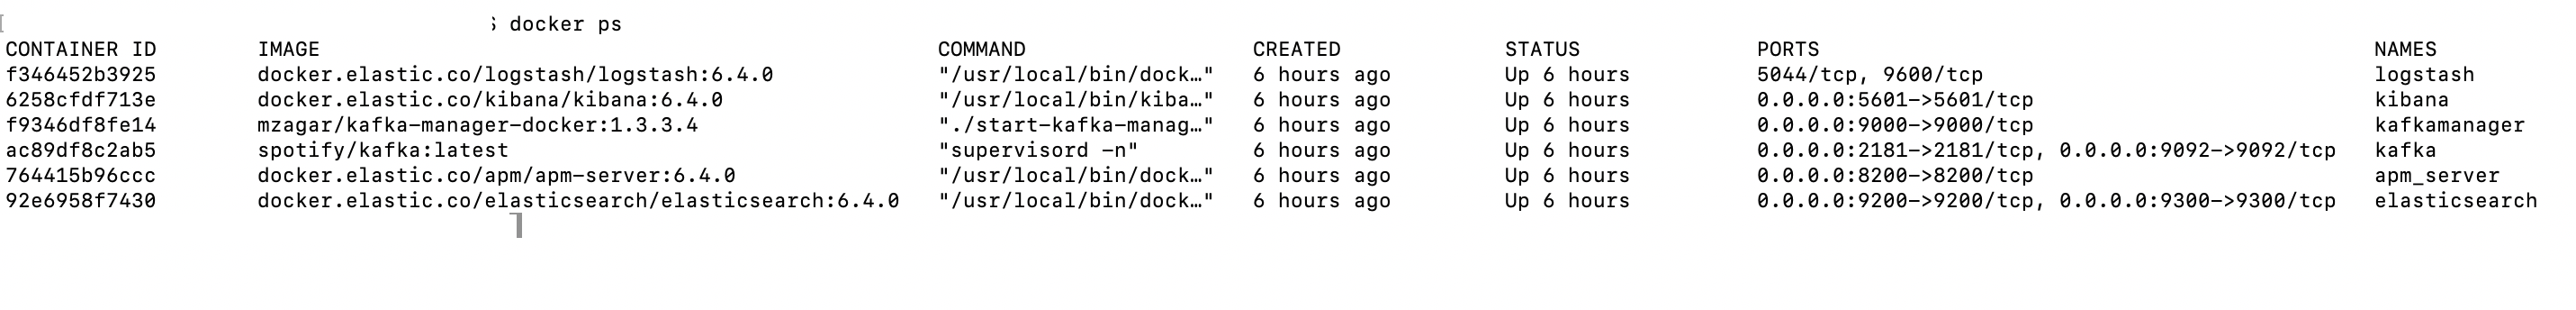 $ docker ps
CONTAINER ID        IMAGE                                                 COMMAND                  CREATED             STATUS              PORTS                                            NAMES
f346452b3925        docker.elastic.co/logstash/logstash:6.4.0             "/usr/local/bin/dock…"   6 hours ago         Up 6 hours          5044/tcp, 9600/tcp                               logstash
6258cfdf713e        docker.elastic.co/kibana/kibana:6.4.0                 "/usr/local/bin/kiba…"   6 hours ago         Up 6 hours          0.0.0.0:5601->5601/tcp                           kibana
f9346df8fe14        mzagar/kafka-manager-docker:1.3.3.4                   "./start-kafka-manag…"   6 hours ago         Up 6 hours          0.0.0.0:9000->9000/tcp                           kafkamanager
ac89df8c2ab5        spotify/kafka:latest                                  "supervisord -n"         6 hours ago         Up 6 hours          0.0.0.0:2181->2181/tcp, 0.0.0.0:9092->9092/tcp   kafka
764415b96ccc        docker.elastic.co/apm/apm-server:6.4.0                "/usr/local/bin/dock…"   6 hours ago         Up 6 hours          0.0.0.0:8200->8200/tcp                           apm_server
92e6958f7430        docker.elastic.co/elasticsearch/elasticsearch:6.4.0   "/usr/local/bin/dock…"   6 hours ago         Up 6 hours          0.0.0.0:9200->9200/tcp, 0.0.0.0:9300->9300/tcp   elasticsearch